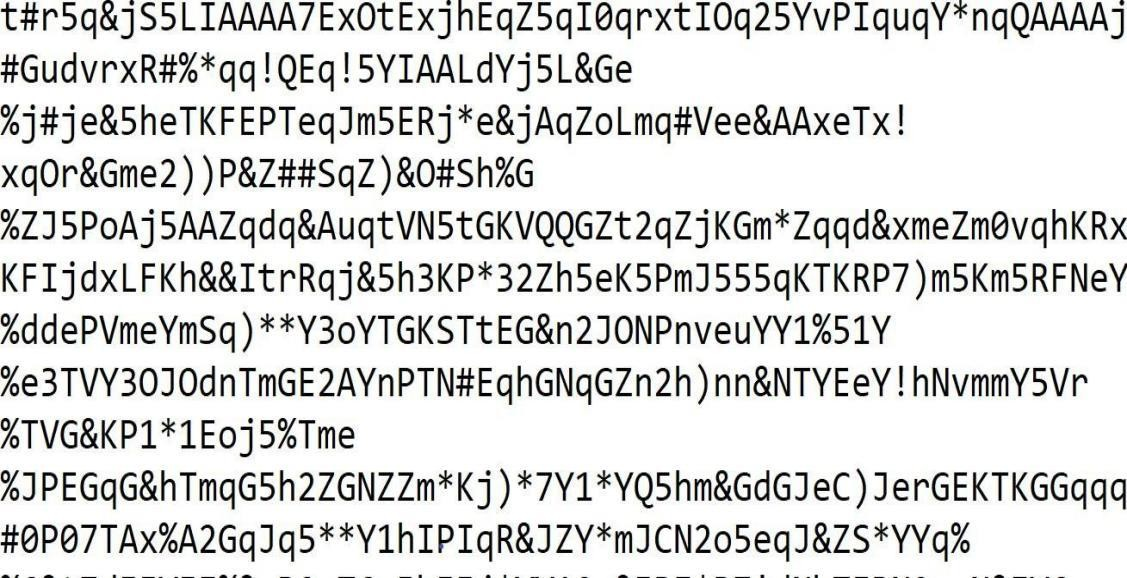 t#r5q&jS5LIAAAA7ExOtExjhEqZ5qI0qrxtIOq25YvPIquqY*nqQAAAAj
#GudvrxR#%*qq!QEq!5YIAALdYj5L&Ge
%j#je&5heTKFEPTeqJm5ERj*e&jAqZoLmq#Vee&AAxeTx!
xqOr&Gme2))P&Z##SqZ)&O#Sh%G
%ZJ5PoAj5AAZqdq&AuqtVN5tGKVQQGZt2qZjKGm*Zqqd&xmeZm0vqhKRx
KFIjdxLFKh&&ItrRqj&5h3KP*32Zh5eK5PmJ555qKTKRP7)m5Km5RFNeY
%ddePVmeYmSq)**Y3oYTGKSTtEG&n2JONPnveuYY1%51Y
%e3TVY3OJOdnTmGE2AYnPTN#EqhGNqGZn2h)nn&NTYEeY!hNvmmY5Vr
%TVG&KP1*1Eoj5%Tme
%JPEGqG&hTmqG5h2ZGNZZm*Kj)*7Y1*YQ5hm&GdGJeC)JerGEKTKGGqqq
#0P07TAx%A2GqJq5**Y1hIPIqR&JZY*mJCN2o5eqJ&ZS*YYq%